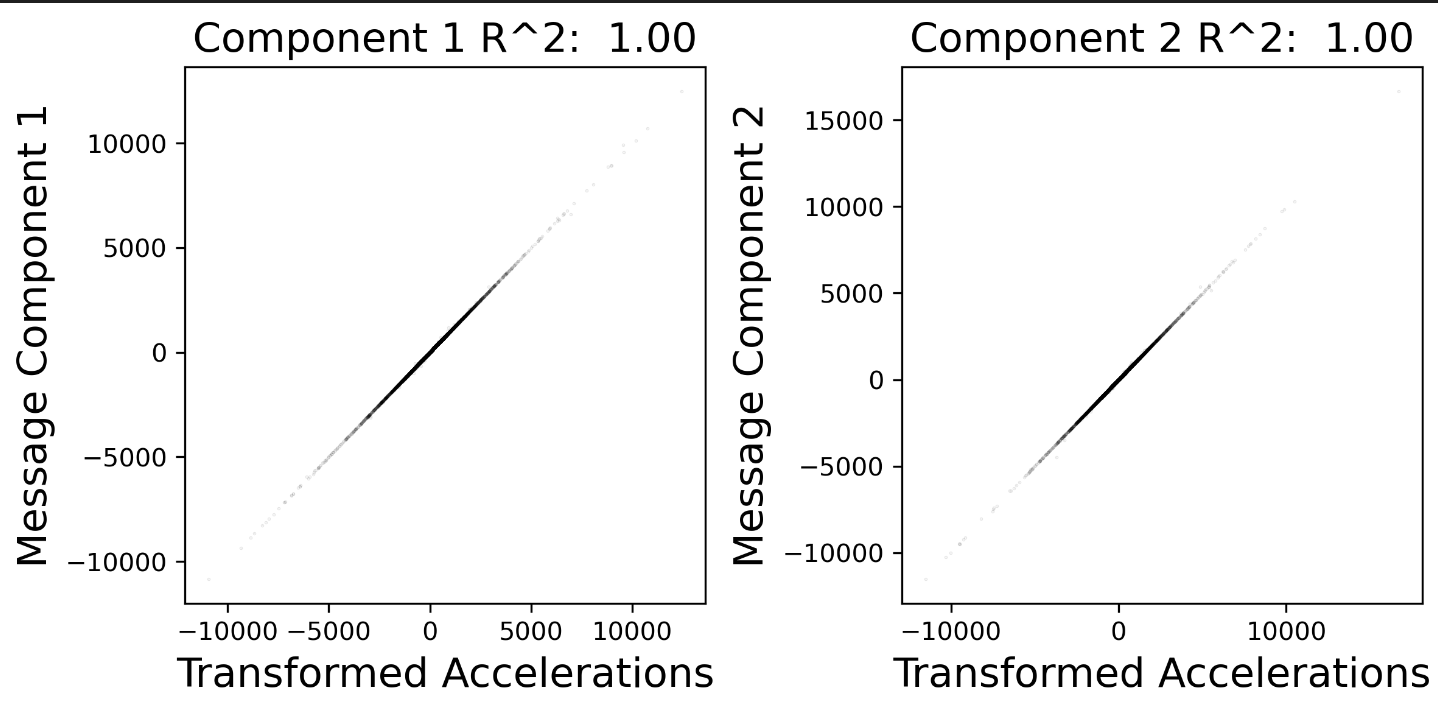 Component 1 R^2:  1.00
Message Component 1
10000
5000
0
−5000
−10000
−10000 −5000 0 5000 10000
Transformed Accelerations
Component 2 R^2:  1.00
Message Component 2
15000
10000
5000
0
−5000
−10000
−10000 0 10000
Transformed Accelerations